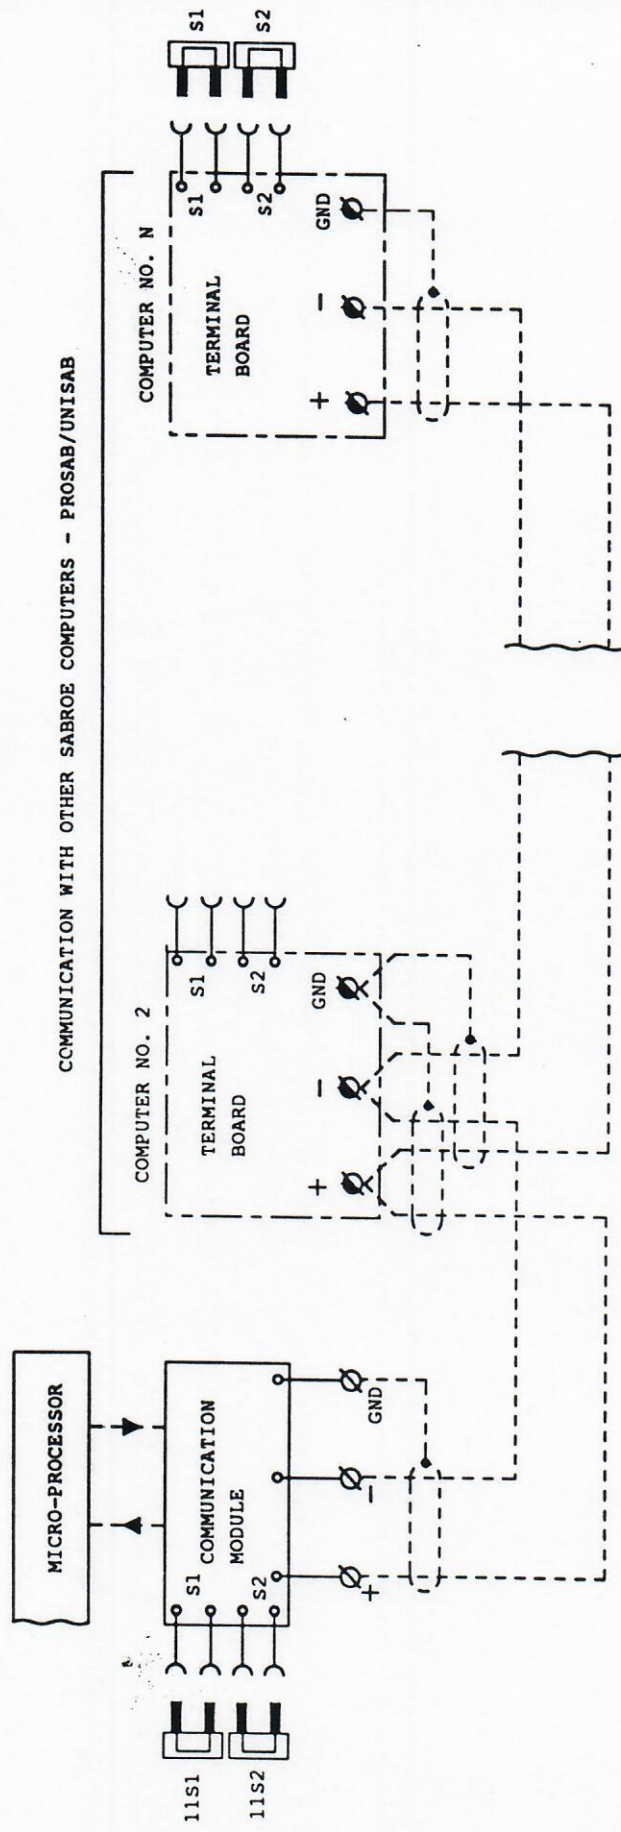 COMMUNICATION WITH OTHER SABROE COMPUTERS - PROSAB/UNISAB
MICRO-PROCESSOR
COMMUNICATION
MODULE
S1
S2
11S1
11S2
+
-
GND
COMPUTER NO. 2
TERMINAL
BOARD
S1
S2
+
-
GND
COMPUTER NO. N
TERMINAL
BOARD
S1
S2
+
-
GND
S1
S2